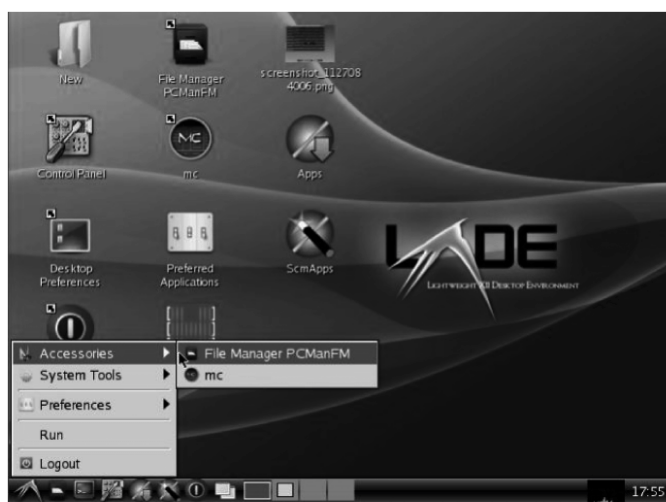 New
File Manager
PCManFM
screenshot_112708
4006.png
Control Panel
mc
Apps
Desktop
Preferences
Preferred
Applications
ScmApps
LXDE
Lightweight X11 Desktop Environment
Accessories
File Manager PCManFM
System Tools
mc
Preferences
Run
Logout
17:55